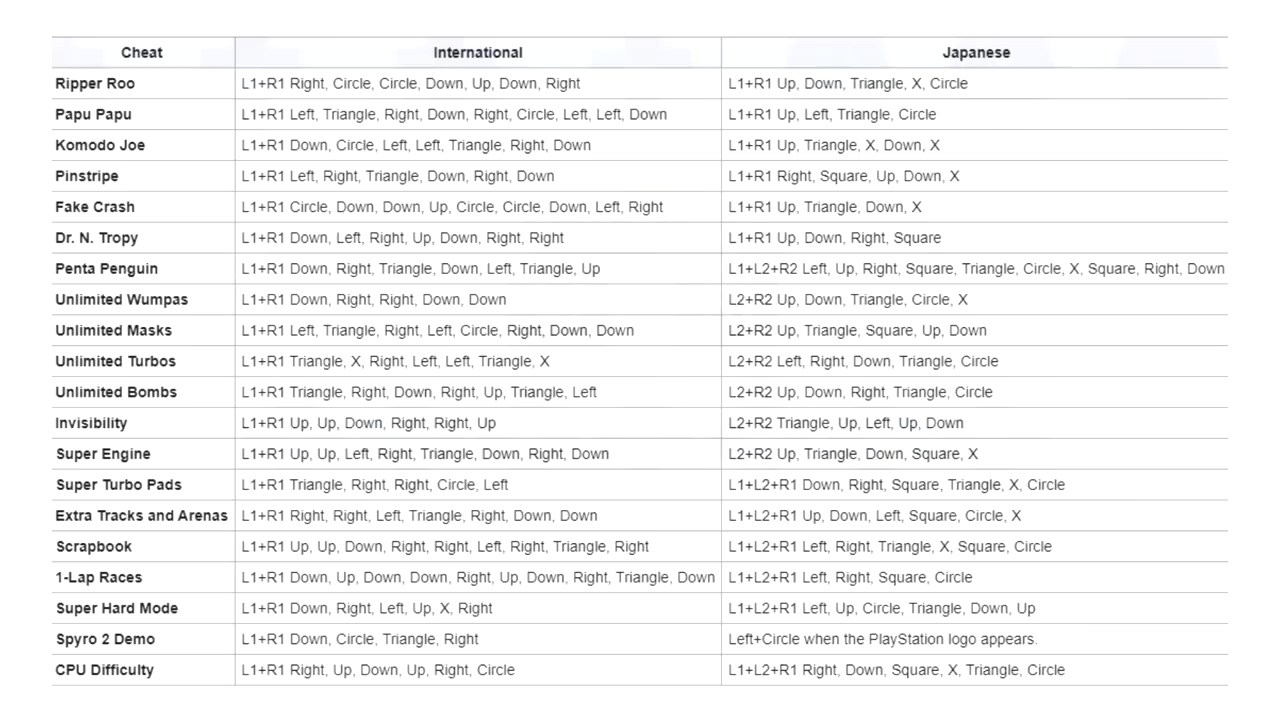 Cheat International Japanese
Ripper Roo L1+R1 Right, Circle, Circle, Down, Up, Down, Right L1+R1 Up, Down, Triangle, X, Circle
Papu Papu L1+R1 Left, Triangle, Right, Down, Right, Circle, Left, Left, Down L1+R1 Up, Left, Triangle, Circle
Komodo Joe L1+R1 Down, Circle, Left, Left, Triangle, Right, Down L1+R1 Up, Triangle, X, Down, X
Pinstripe L1+R1 Left, Right, Triangle, Down, Right, Down L1+R1 Right, Square, Up, Down, X
Fake Crash L1+R1 Circle, Down, Down, Up, Circle, Circle, Down, Left, Right L1+R1 Up, Triangle, Down, X
Dr. N. Tropy L1+R1 Down, Left, Right, Up, Down, Right, Right L1+R1 Up, Down, Right, Square
Penta Penguin L1+R1 Down, Right, Triangle, Down, Left, Triangle, Up L1+L2+R2 Left, Up, Right, Square, Triangle, Circle, X, Square, Right, Down
Unlimited Wumpas L1+R1 Down, Right, Right, Down, Down L2+R2 Up, Down, Triangle, Circle, X
Unlimited Masks L1+R1 Left, Triangle, Right, Left, Circle, Right, Down, Down L2+R2 Up, Triangle, Square, Up, Down
Unlimited Turbos L1+R1 Triangle, X, Right, Left, Left, Triangle, X L2+R2 Left, Right, Down, Triangle, Circle
Unlimited Bombs L1+R1 Triangle, Right, Down, Right, Up, Triangle, Left L2+R2 Up, Down, Right, Triangle, Circle
Invisibility L1+R1 Up, Up, Down, Right, Right, Up L2+R2 Triangle, Up, Left, Up, Down
Super Engine L1+R1 Up, Up, Left, Right, Triangle, Down, Right, Down L2+R2 Up, Triangle, Down, Square, X
Super Turbo Pads L1+R1 Triangle, Right, Right, Circle, Left L1+L2+R1 Down, Right, Square, Triangle, X, Circle
Extra Tracks and Arenas L1+R1 Right, Right, Left, Triangle, Right, Down, Down L1+L2+R1 Up, Down, Left, Square, Circle, X
Scrapbook L1+R1 Up, Up, Down, Right, Right, Left, Right, Triangle, Right L1+L2+R1 Left, Right, Triangle, X, Square, Circle
1-Lap Races L1+R1 Down, Up, Down, Down, Right, Up, Down, Right, Triangle, Down L1+L2+R1 Left, Right, Square, Circle
Super Hard Mode L1+R1 Down, Right, Left, Up, X, Right L1+L2+R1 Left, Up, Circle, Triangle, Down, Up
Spyro 2 Demo L1+R1 Down, Circle, Triangle, Right Left+Circle when the PlayStation logo appears.
CPU Difficulty L1+R1 Right, Up, Down, Up, Right, Circle L1+L2+R1 Right, Down, Square, X, Triangle, Circle